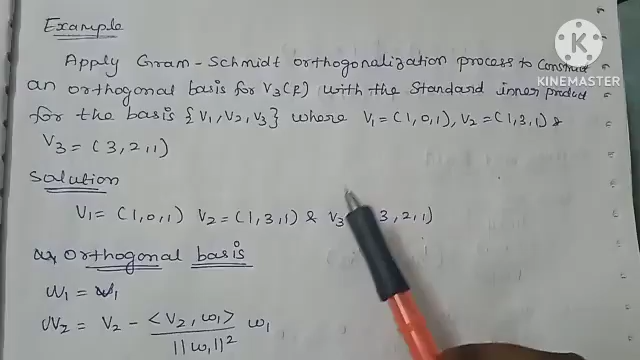 Example
K
KINEMASTER
Apply Gram-Schmidt orthogonalization process to Construct
an orthogonal basis for V₃(F) with the Standard inner product
for the basis {V₁,V₂,V₃} where V₁=(1,0,1), V₂=(1,3,1) &
V₃ = (3,2,1)
Solution
V₁= (1,0,1) V₂=(1,3,1) & V₃ 3,2,1)
Orthogonal basis
W₁ = V₁
W₂ = V₂ - <V₂, W₁> / ||W₁||² W₁